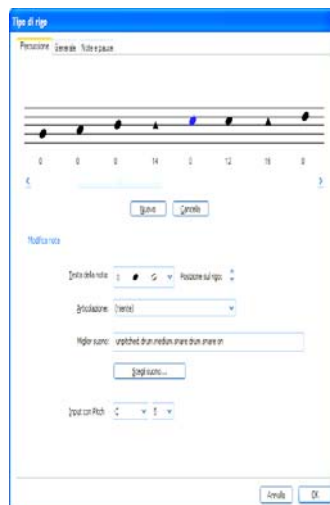 Tipo di rigo
Percussione Generale Note e pause
0 0 0 14 0 12 16 0
Nuovo Cancella
Modifica nota
Testa della nota: 0 Posizione sul rigo:
Articolazione: (niente)
Miglior suono: unpitched.drum.medium.snare drum.snare on
Scegli suono...
Input con Pitch: C 5
Annulla OK